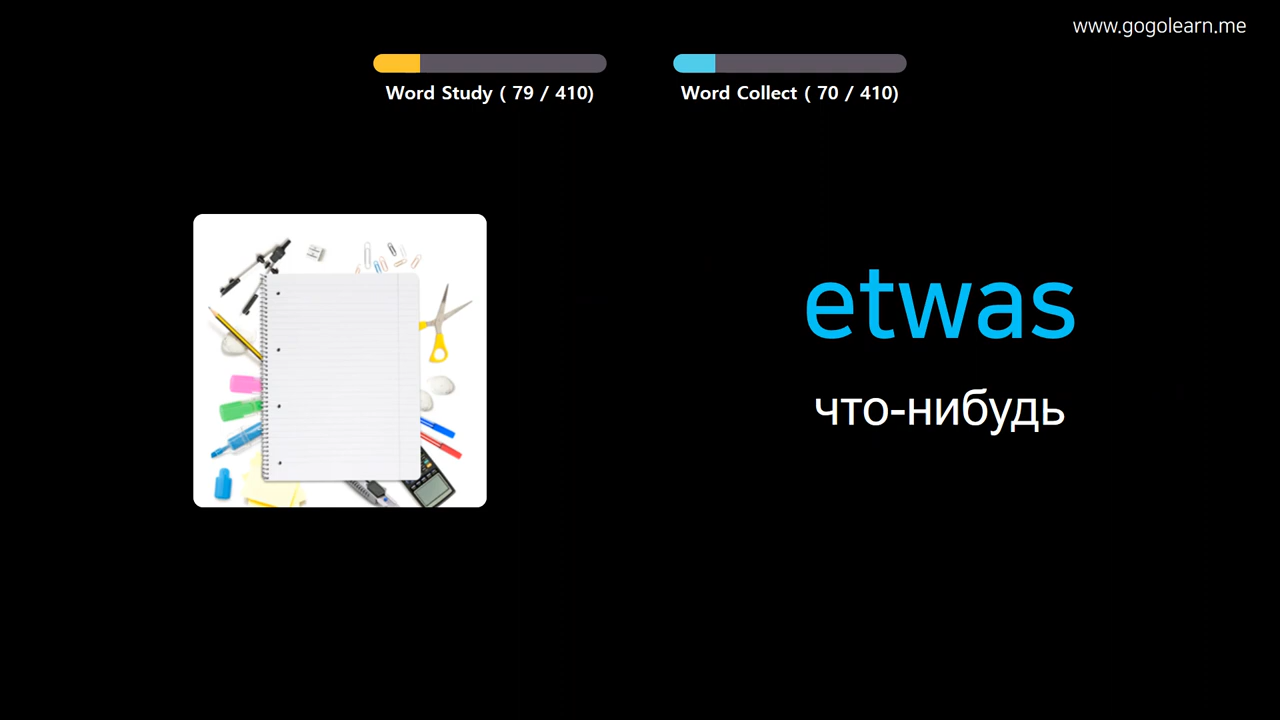 www.gogolearn.me
Word Study ( 79 / 410)
Word Collect ( 70 / 410)
etwas
что-нибудь